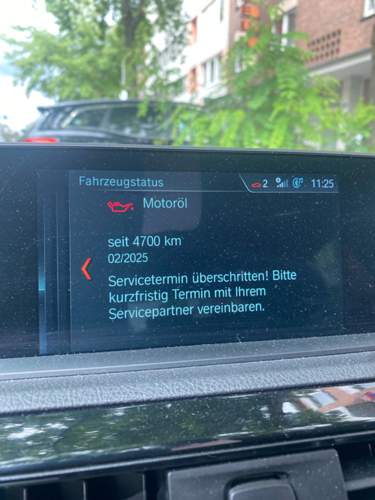 Fahrzeugstatus
2
11:25
Motoröl
seit 4700 km
02/2025
Servicetermin überschritten! Bitte
kurzfristig Termin mit Ihrem
Servicepartner vereinbaren.